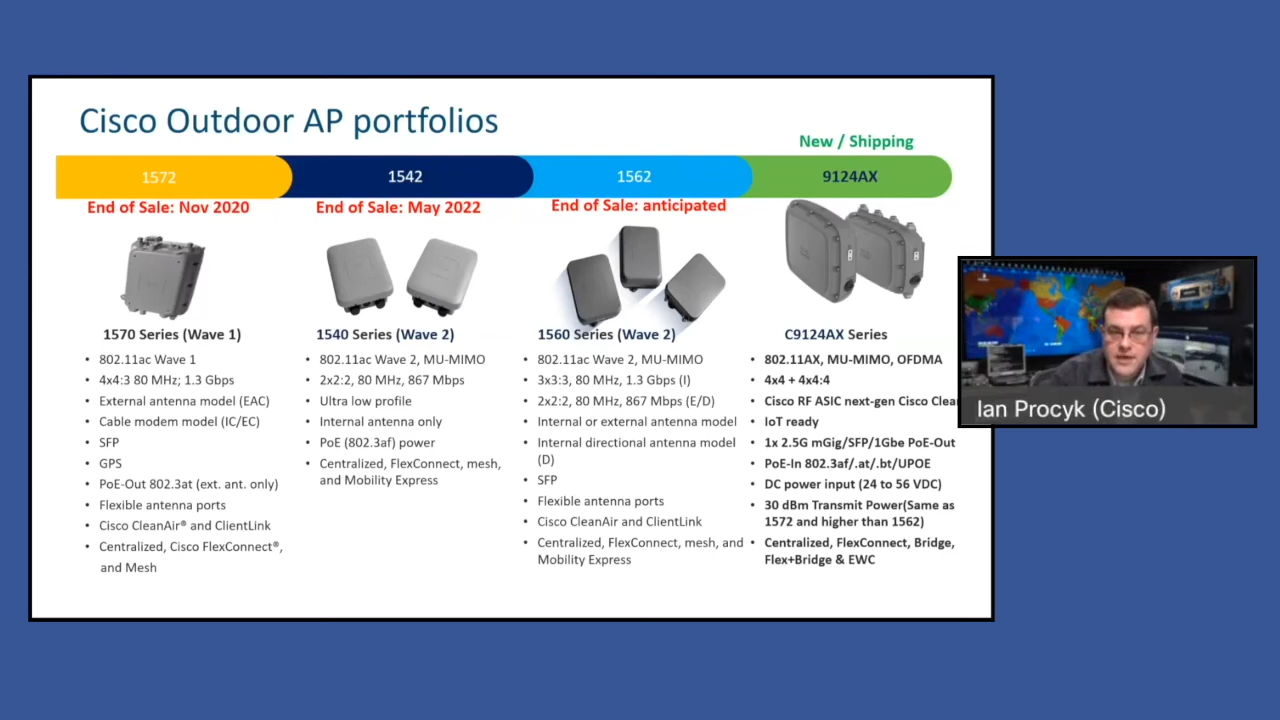 Cisco Outdoor AP portfolios
New / Shipping
1572
1542
1562
9124AX
End of Sale: Nov 2020
End of Sale: May 2022
End of Sale: anticipated
1570 Series (Wave 1)
• 802.11ac Wave 1
• 4x4:3 80 MHz; 1.3 Gbps
• External antenna model (EAC)
• Cable modem model (IC/EC)
• SFP
• GPS
• PoE-Out 802.3at (ext. ant. only)
• Flexible antenna ports
• Cisco CleanAir® and ClientLink
• Centralized, Cisco FlexConnect®,
and Mesh
1540 Series (Wave 2)
• 802.11ac Wave 2, MU-MIMO
• 2x2:2, 80 MHz, 867 Mbps
• Ultra low profile
• Internal antenna only
• PoE (802.3af) power
• Centralized, FlexConnect, mesh,
and Mobility Express
1560 Series (Wave 2)
• 802.11ac Wave 2, MU-MIMO
• 3x3:3, 80 MHz, 1.3 Gbps (I)
• 2x2:2, 80 MHz, 867 Mbps (E/D)
• Internal or external antenna model
• Internal directional antenna model
(D)
• SFP
• Flexible antenna ports
• Cisco CleanAir and ClientLink
• Centralized, FlexConnect, mesh, and
Mobility Express
C9124AX Series
• 802.11AX, MU-MIMO, OFDMA
• 4x4 + 4x4:4
• Cisco RF ASIC next-gen Cisco Clea
• IoT ready
• 1x 2.5G mGig/SFP/1Gbe PoE-Out
• PoE-In 802.3af/.at/.bt/UPOE
• DC power input (24 to 56 VDC)
• 30 dBm Transmit Power(Same as
1572 and higher than 1562)
• Centralized, FlexConnect, Bridge,
Flex+Bridge & EWC
Ian Procyk (Cisco)